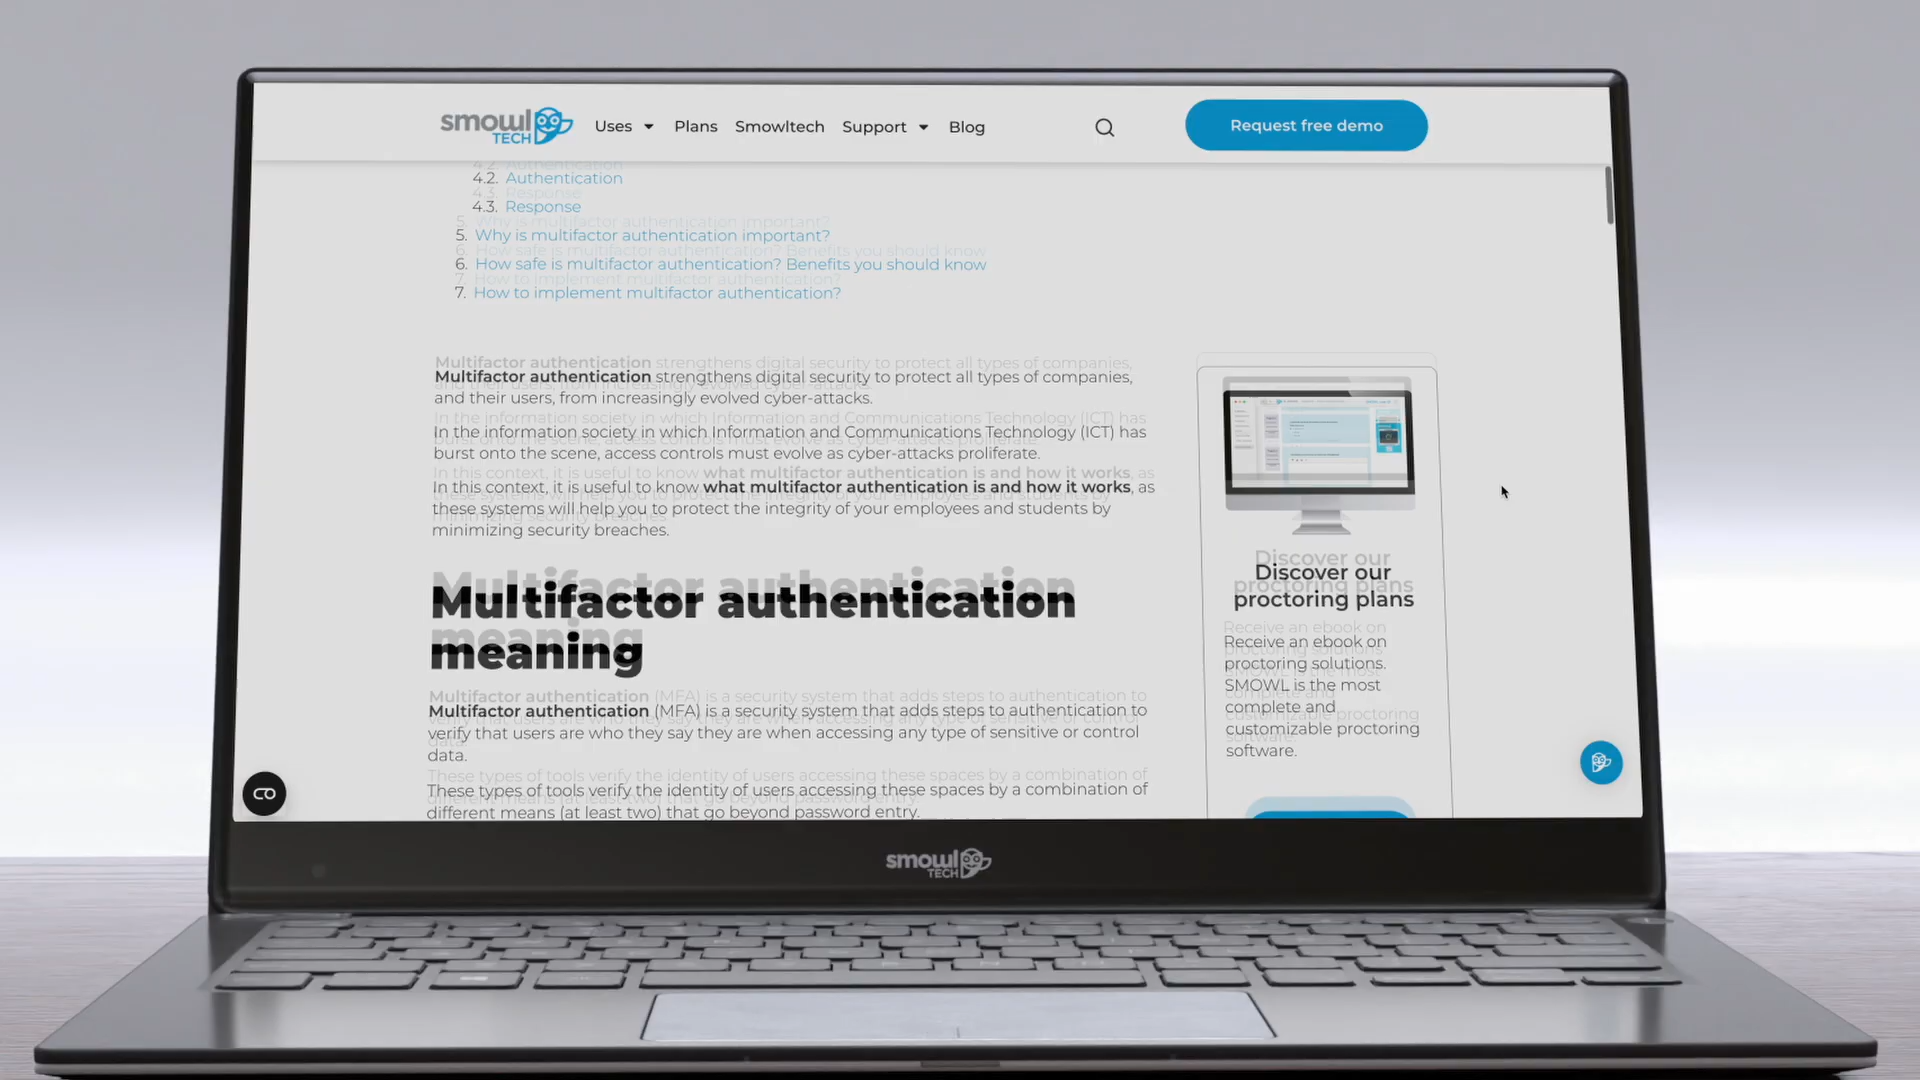 smowl TECH Uses Plans Smowltech Support Blog Request free demo
4.2. Authentication
4.3. Response
5. Why is multifactor authentication important?
6. How safe is multifactor authentication? Benefits you should know
7. How to implement multifactor authentication?
Multifactor authentication strengthens digital security to protect all types of companies,
and their users, from increasingly evolved cyber-attacks.
In the information society in which Information and Communications Technology (ICT) has
burst onto the scene, access controls must evolve as cyber-attacks proliferate.
In this context, it is useful to know what multifactor authentication is and how it works, as
these systems will help you to protect the integrity of your employees and students by
minimizing security breaches.
Multifactor authentication
meaning
Multifactor authentication (MFA) is a security system that adds steps to authentication to
verify that users are who they say they are when accessing any type of sensitive or control
data.
These types of tools verify the identity of users accessing these spaces by a combination of
different means (at least two) that go beyond password entry.
Discover our
proctoring plans
Receive an ebook on
proctoring solutions.
SMOWL is the most
complete and
customizable proctoring
software.
smowl
TECH